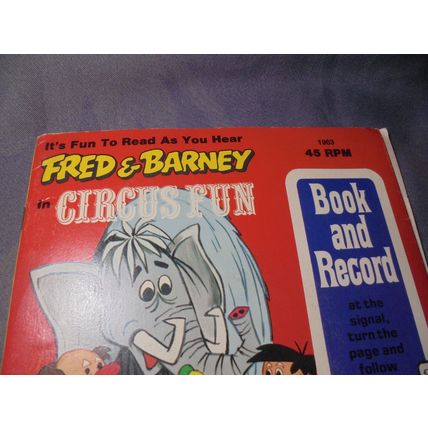 It's Fun To Read As You Hear
1963
45 RPM
FRED & BARNEY
in CIRCUS FUN
Book
and
Record
at the
signal,
turn the
page and
follow